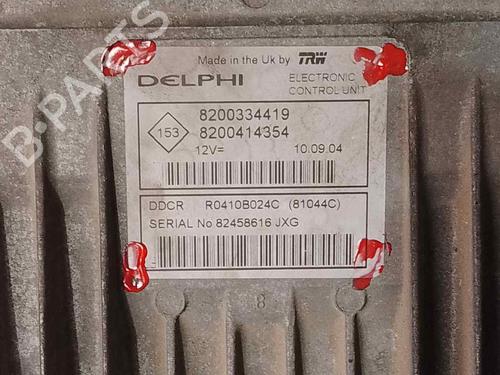 Made in the Uk by TRW
DELPHI
ELECTRONIC
CONTROL UNIT
153
8200334419
8200414354
12V= 10.09.04
DDCR R0410B024C (81044C)
SERIAL No 82458616 JXG
8
B-PARTS